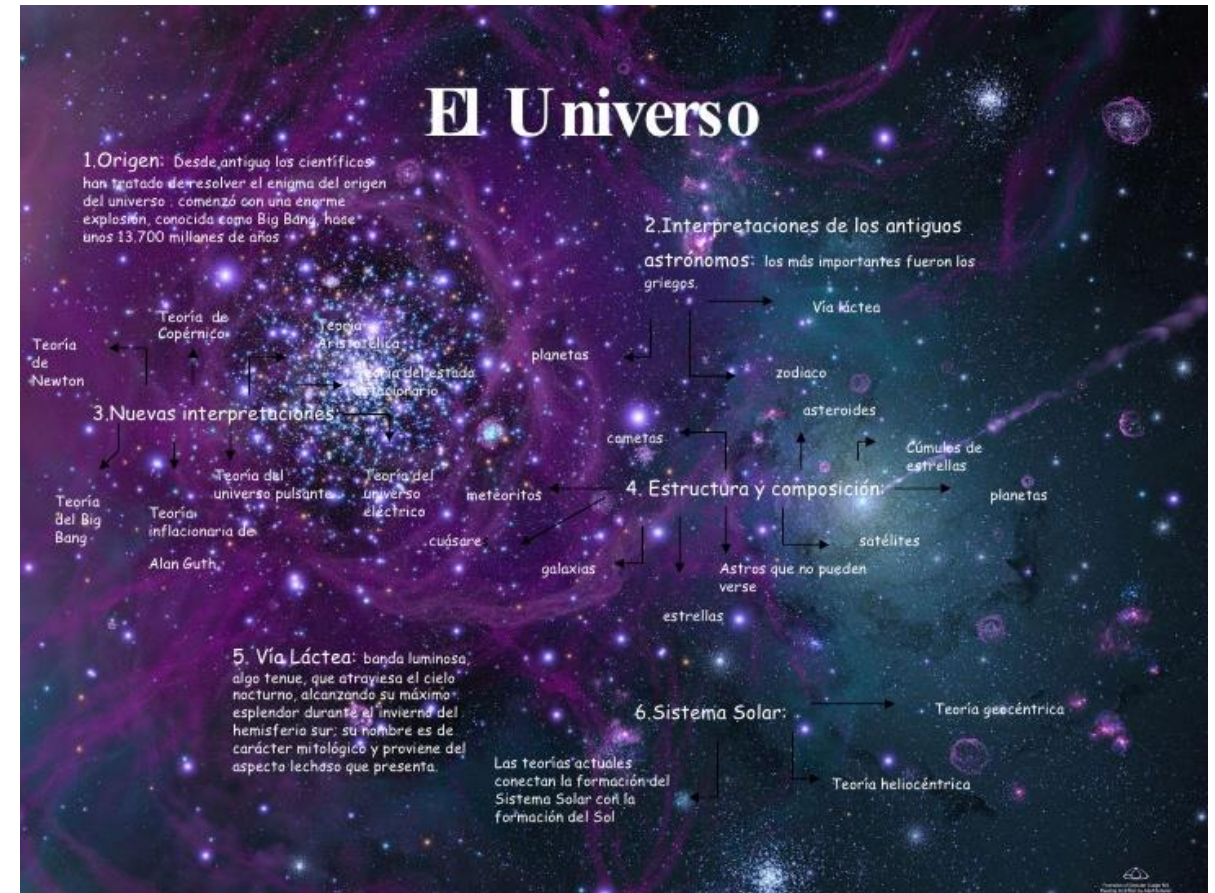 El Universo
1.Origen: Desde antiguo los científicos
han tratado de resolver el enigma del origen
del universo : comenzó con una enorme
explosión, conocida como Big Bang, hace
unos 13.700 millanes de años
2.Interpretaciones de los antiguos
astrónomos: los más importantes fueron los
griegos.
Vía láctea
planetas
zodiaco
Teoría de
Copérnico
Teoría
Aristotélica
Teoría
de
Newton
Teoría del estado
estacionario
3.Nuevas interpretaciones:
Teoría del
universo pulsante
Teoría del
universo
eléctrico
Teoría
del Big
Bang
Teoría
inflacionaria de
Alan Guth
asteroides
cometas
Cúmulos de
estrellas
meteoritos
4. Estructura y composición:
planetas
cuásares
satélites
galaxias
Astros que no pueden
verse
estrellas
5. Vía Láctea: banda luminosa,
algo tenue, que atraviesa el cielo
nocturno, alcanzando su máximo
esplendor durante el invierno del
hemisferio sur; su nombre es de
carácter mitológico y proviene del
aspecto lechoso que presenta.
6.Sistema Solar:
Teoría geocéntrica
Teoría heliocéntrica
Las teorías actuales
conectan la formación del
Sistema Solar con la
formación del Sol